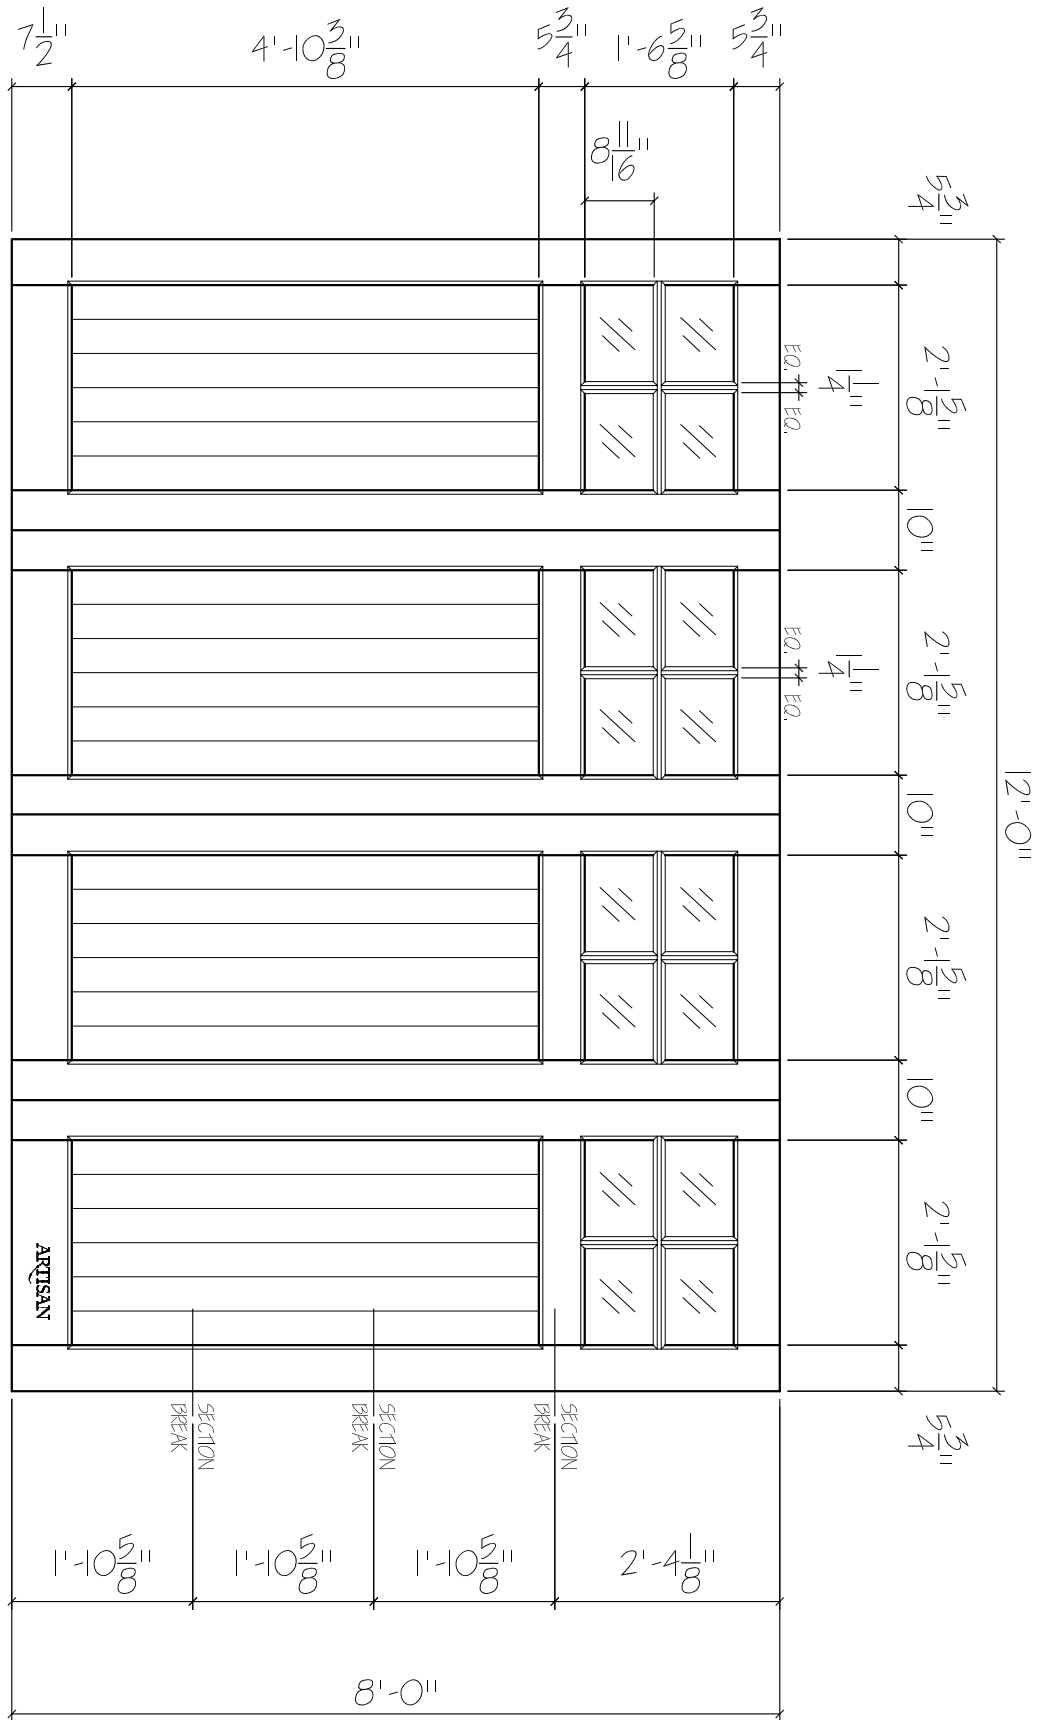 7 1/2"
4'-10 3/8"
5 3/4"
1'-6 5/8"
5 3/4"
8 11/16"
5 3/4"
2'-1 5/8"
10"
2'-1 5/8"
10"
2'-1 5/8"
10"
2'-1 5/8"
5 3/4"
12'-0"
EQ.
1 1/4"
EQ.
EQ.
1 1/4"
EQ.
ARTISAN
SECTION
BREAK
SECTION
BREAK
SECTION
BREAK
1'-10 5/8"
1'-10 5/8"
1'-10 5/8"
2'-4 1/8"
8'-0"